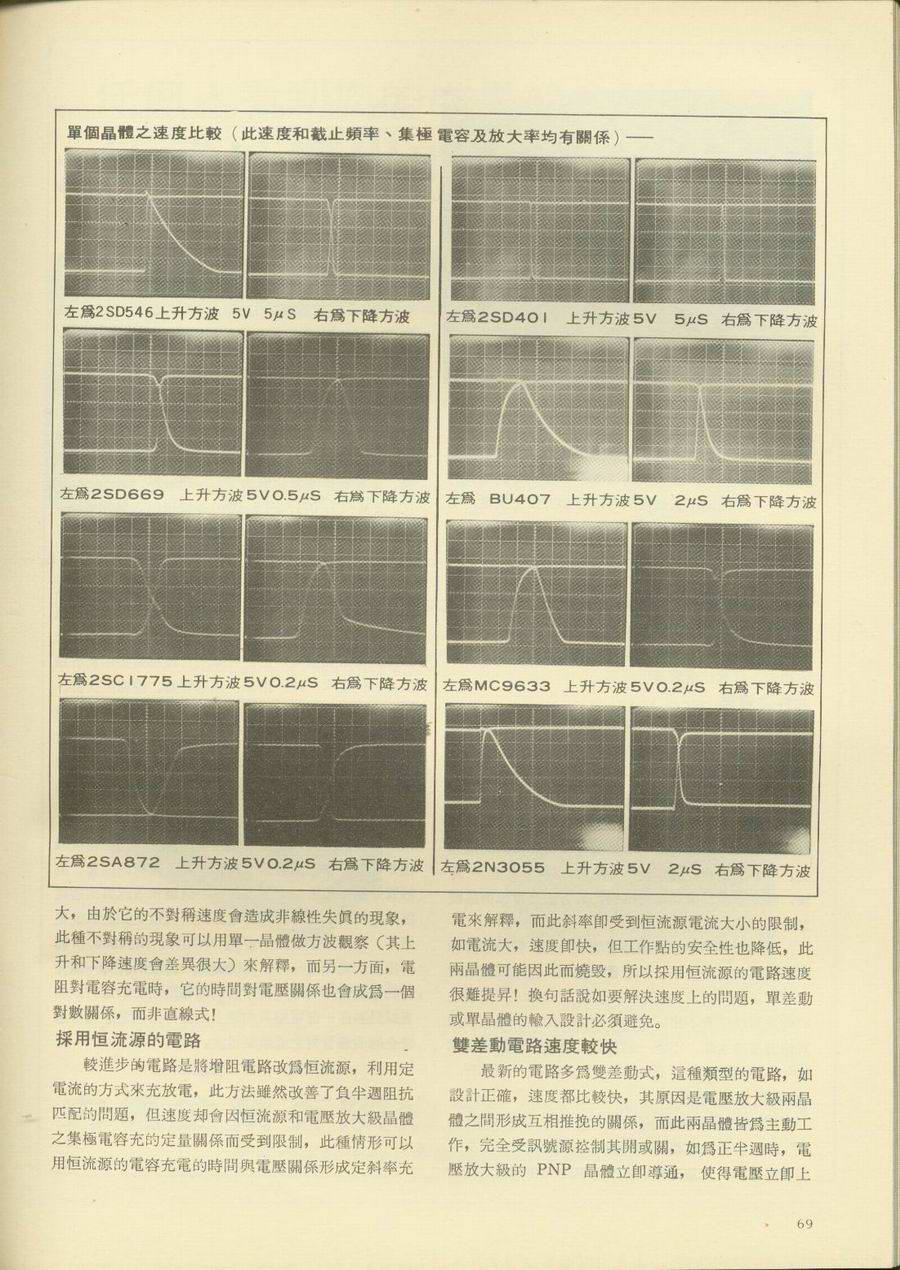 單個晶體之速度比較（此速度和截止頻率、集極電容及放大率均有關係）——
左爲2SD546上升方波 5V 5μS 右爲下降方波
左爲2SD401 上升方波5V 5μS 右爲下降方波
左爲2SD669 上升方波5V0.5μS 右爲下降方波
左爲 BU407 上升方波5V 2μS 右爲下降方波
左爲2SC1775上升方波5V0.2μS 右爲下降方波
左爲MC9633 上升方波5V0.2μS 右爲下降方波
左爲2SA872 上升方波5V0.2μS 右爲下降方波
左爲2N3055 上升方波5V 2μS 右爲下降方波
大，由於它的不對稱速度會造成非線性失眞的現象，
此種不對稱的現象可以用單一晶體做方波觀察（其上
升和下降速度會差異很大）來解釋，而另一方面，電
阻對電容充電時，它的時間對電壓關係也會成爲一個
對數關係，而非直線式！
採用恒流源的電路
較進步的電路是將增阻電路改爲恒流源，利用定
電流的方式來充放電，此方法雖然改善了負半週阻抗
匹配的問題，但速度却會因恒流源和電壓放大級晶體
之集極電容充的定量關係而受到限制，此種情形可以
用恒流源的電容充電的時間與電壓關係形成定斜率充
電來解釋，而此斜率卽受到恒流源電流大小的限制，
如電流大，速度卽快，但工作點的安全性也降低，此
兩晶體可能因此而燒毀，所以採用恒流源的電路速度
很難提昇！換句話說如要解決速度上的問題，單差動
或單晶體的輸入設計必須避免。
雙差動電路速度較快
最新的電路多爲雙差動式，這種類型的電路，如
設計正確，速度都比較快，其原因是電壓放大級兩晶
體之間形成互相推挽的關係，而此兩晶體皆爲主動工
作，完全受訊號源控制其開或關，如爲正半週時，電
壓放大級的 PNP 晶體立卽導通，使得電壓立卽上
69